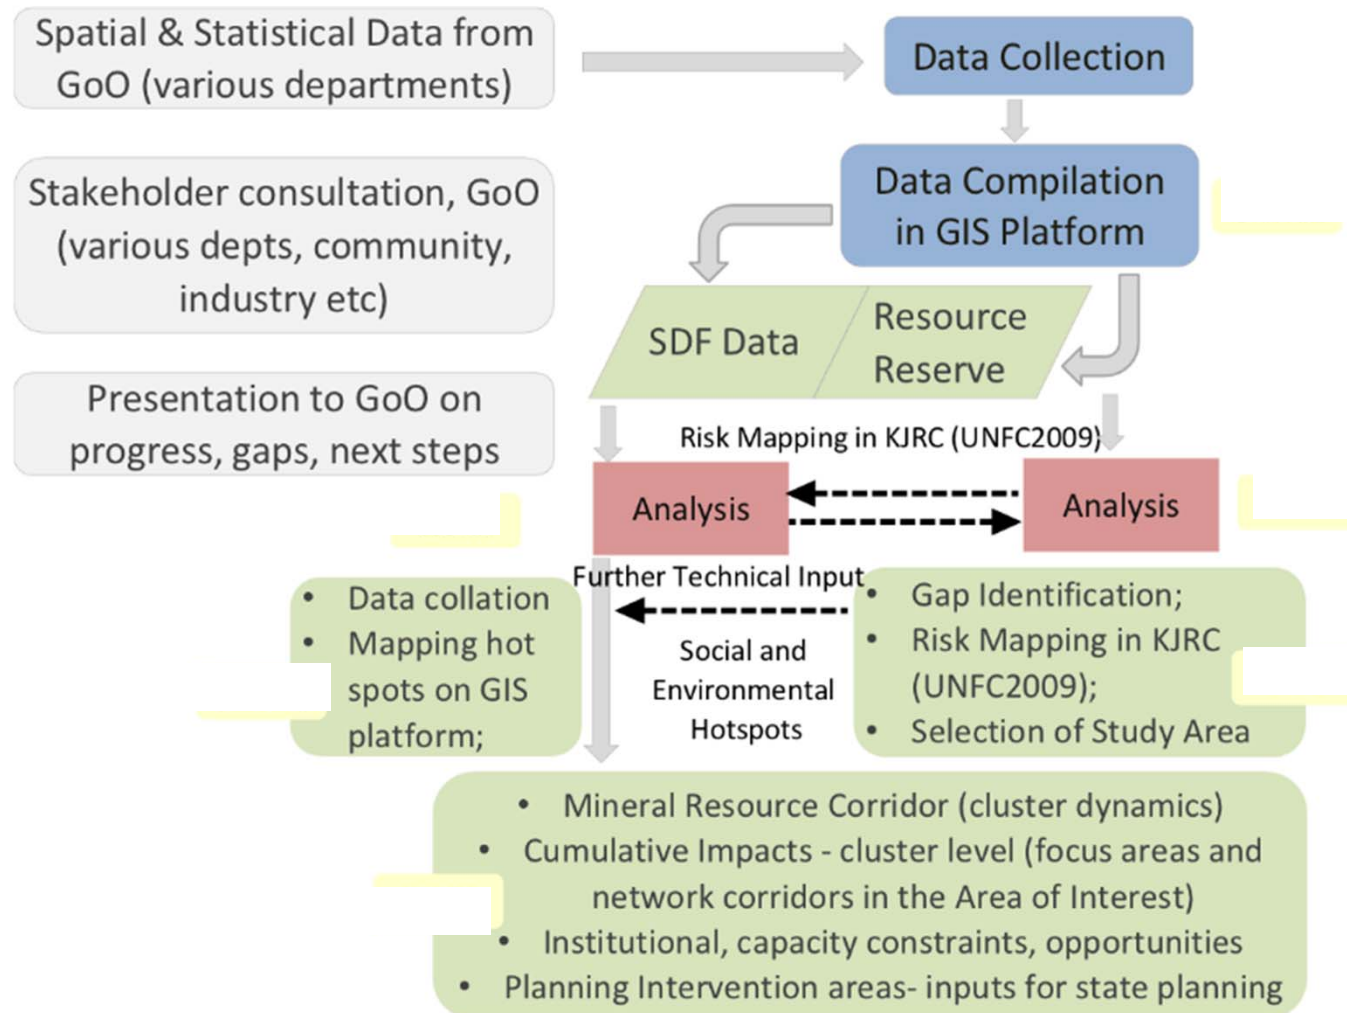 Spatial & Statistical Data from
GoO (various departments)
Data Collection
Stakeholder consultation, GoO
(various depts, community,
industry etc)
Data Compilation
in GIS Platform
SDF Data
Resource
Reserve
Presentation to GoO on
progress, gaps, next steps
Risk Mapping in KJRC (UNFC2009)
Analysis
Analysis
Further Technical Input
• Data collation
• Mapping hot
spots on GIS
platform;
Social and
Environmental
Hotspots
• Gap Identification;
• Risk Mapping in KJRC
(UNFC2009);
• Selection of Study Area
• Mineral Resource Corridor (cluster dynamics)
• Cumulative Impacts - cluster level (focus areas and
network corridors in the Area of Interest)
• Institutional, capacity constraints, opportunities
• Planning Intervention areas- inputs for state planning